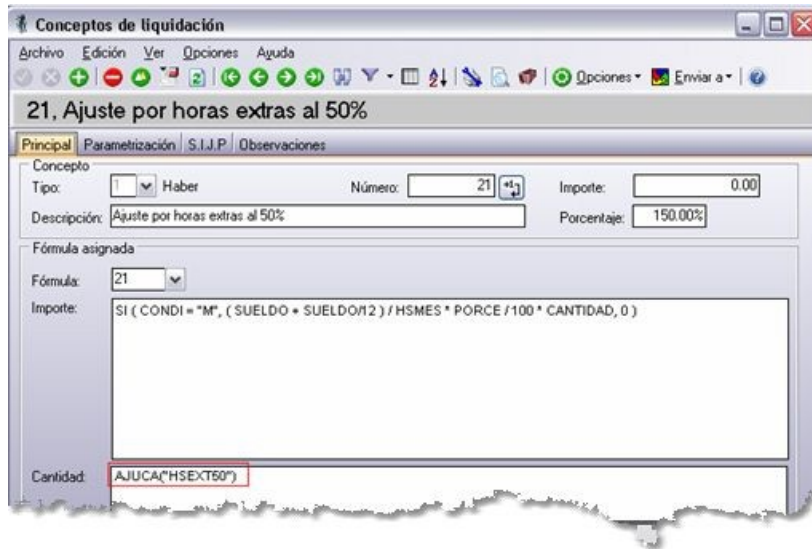 Conceptos de liquidación
Archivo Edición Ver Opciones Ayuda
Opciones Enviar a
21, Ajuste por horas extras al 50%
Principal Parametrización S.I.J.P Observaciones
Concepto
Tipo: 1 Haber Número: 21 +1 Importe: 0.00
Descripción: Ajuste por horas extras al 50% Porcentaje: 150.00%
Fórmula asignada
Fórmula: 21
Importe: SI ( CONDI = "M", ( SUELDO + SUELDO/12 ) / HSMES * PORCE / 100 * CANTIDAD, 0 )
Cantidad: AJUCA("HSEXT50")